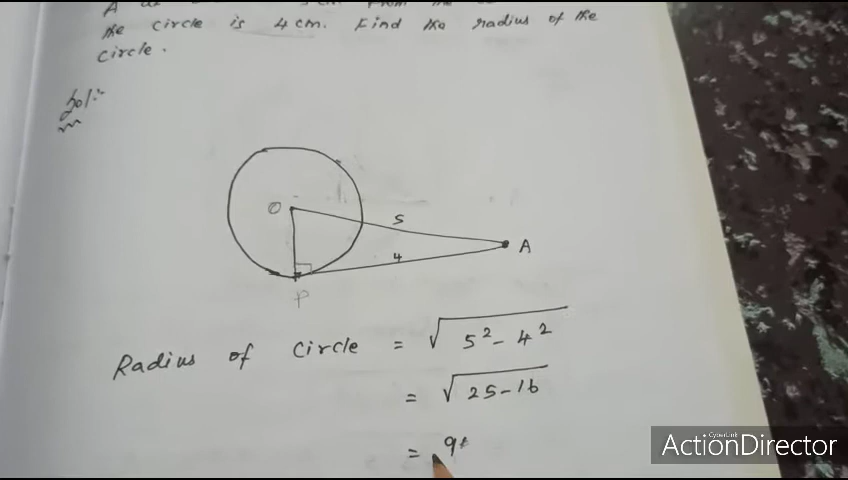 the circle is 4 cm. Find the radius of the
circle.
Sol:-
O
5
A
4
P
Radius of circle = √5² - 4²
= √25-16
= 9
CyberLink
ActionDirector